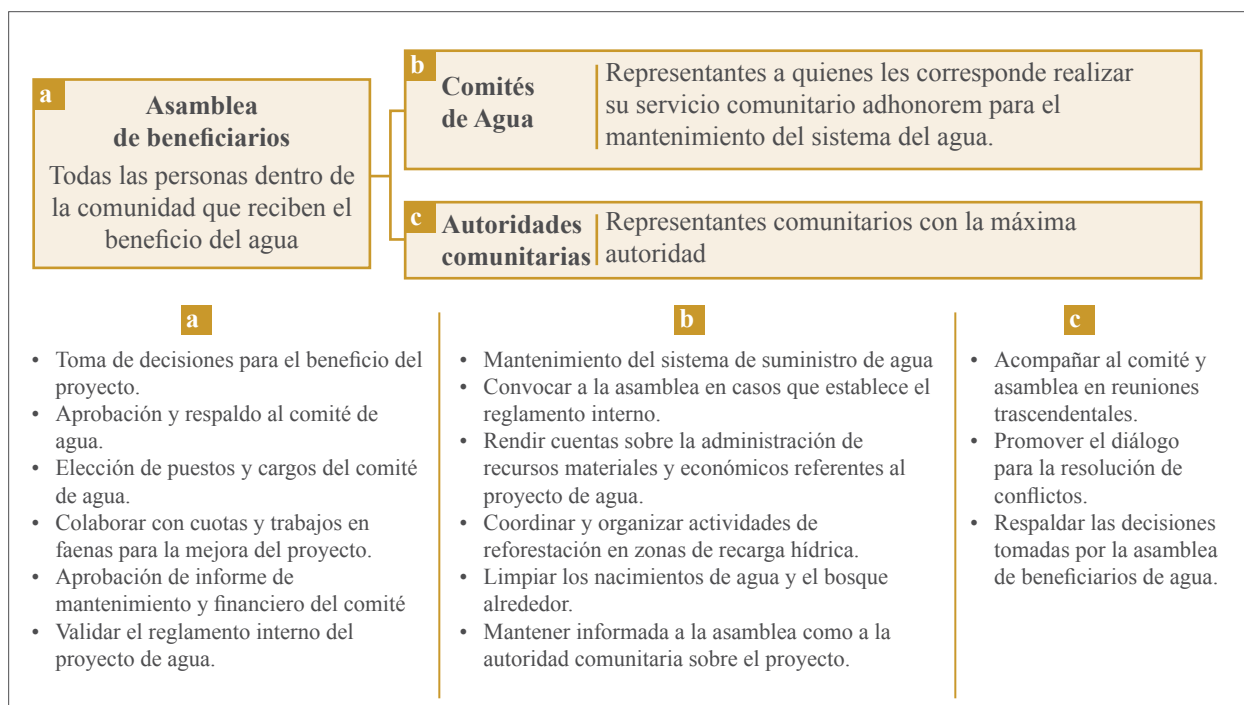 a
Asamblea
de beneficiarios
Todas las personas dentro de
la comunidad que reciben el
beneficio del agua
b
Comités
de Agua
Representantes a quienes les corresponde realizar
su servicio comunitario adhonorem para el
mantenimiento del sistema del agua.
c
Autoridades
comunitarias
Representantes comunitarios con la máxima
autoridad
a
• Toma de decisiones para el beneficio del
proyecto.
• Aprobación y respaldo al comité de
agua.
• Elección de puestos y cargos del comité
de agua.
• Colaborar con cuotas y trabajos en
faenas para la mejora del proyecto.
• Aprobación de informe de
mantenimiento y financiero del comité
• Validar el reglamento interno del
proyecto de agua.
b
• Mantenimiento del sistema de suministro de agua
• Convocar a la asamblea en casos que establece el
reglamento interno.
• Rendir cuentas sobre la administración de
recursos materiales y económicos referentes al
proyecto de agua.
• Coordinar y organizar actividades de
reforestación en zonas de recarga hídrica.
• Limpiar los nacimientos de agua y el bosque
alrededor.
• Mantener informada a la asamblea como a la
autoridad comunitaria sobre el proyecto.
c
• Acompañar al comité y
asamblea en reuniones
trascendentales.
• Promover el diálogo
para la resolución de
conflictos.
• Respaldar las decisiones
tomadas por la asamblea
de beneficiarios de agua.